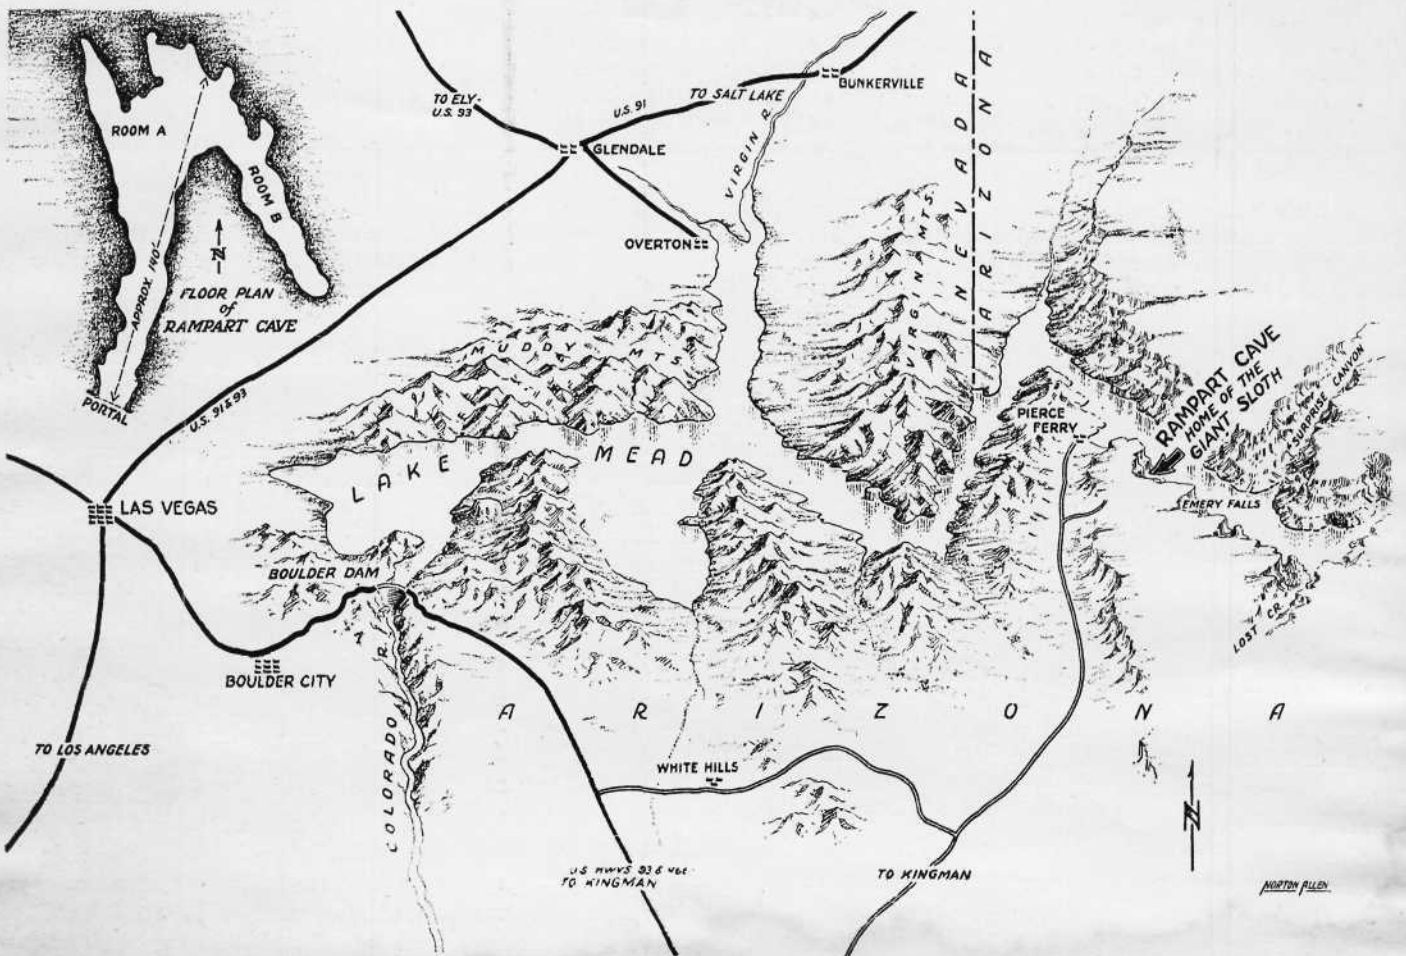 ROOM A
ROOM B
APPROX. 140'
N
FLOOR PLAN
of
RAMPART CAVE
PORTAL
TO ELY
U.S. 93
U.S. 91
TO SALT LAKE
BUNKERVILLE
GLENDALE
VIRGIN R.
OVERTON
VIRGIN MTS.
NEVADA
ARIZONA
MUDDY MTS
U.S. 91 & 93
LAKE MEAD
PIERCE
FERRY
RAMPART CAVE
HOME OF THE
GIANT SLOTH
SURPRISE CANYON
EMERY FALLS
LOST CR.
LAS VEGAS
BOULDER DAM
BOULDER CITY
COLORADO R.
ARIZONA
TO LOS ANGELES
WHITE HILLS
U.S. HWYS 93 &
TO KINGMAN
TO KINGMAN
N
NORTON ALLEN